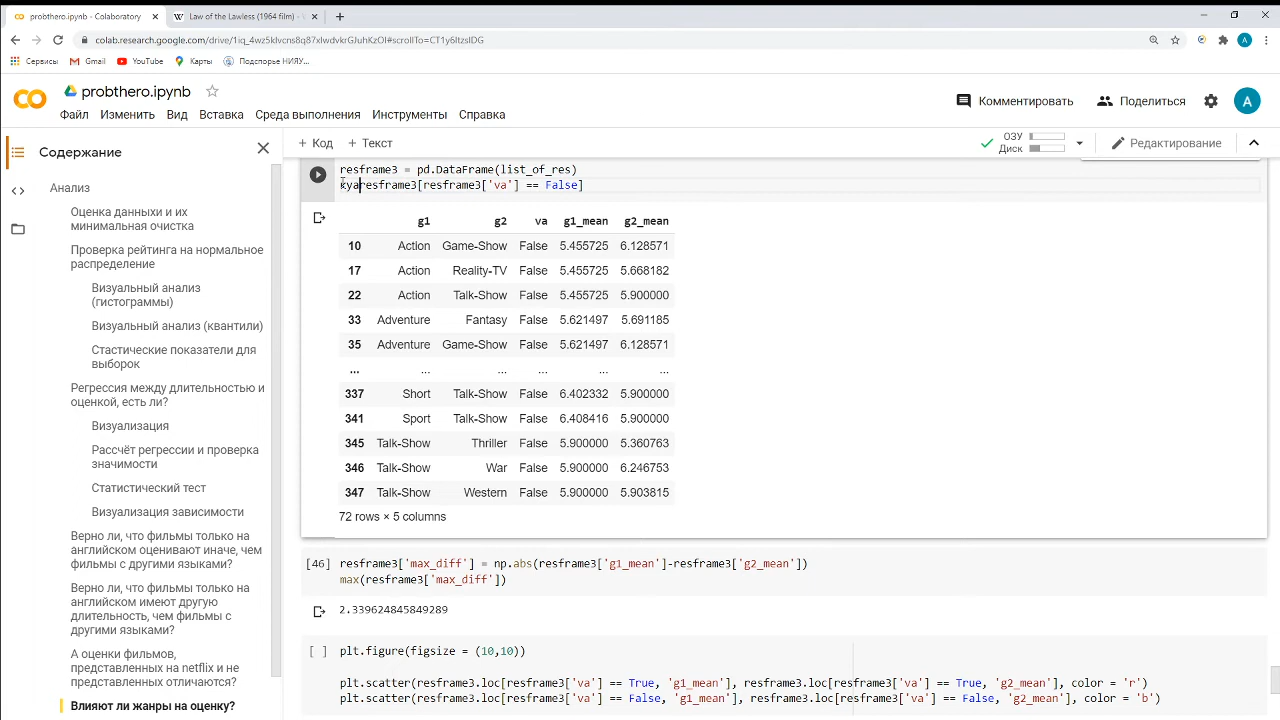 probthero.ipynb - Colaboratory
Law of the Lawless (1964 film) -
colab.research.google.com/drive/1iq_4wz5klvcns8q87xlwdvkrGJuhKzOl#scrollTo=CT1y6ltzsIDG
Сервисы Gmail YouTube Карты Подспорье НИЯУ...
probthero.ipynb
Файл Изменить Вид Вставка Среда выполнения Инструменты Справка
Комментировать Поделиться A
+ Код + Текст
ОЗУ
Диск
Редактирование
Содержание
Анализ
Оценка данныхи и их
минимальная очистка
Проверка рейтинга на нормальное
распределение
Визуальный анализ
(гистограммы)
Визуальный анализ (квантили)
Стастические показатели для
выборок
Регрессия между длительностью и
оценкой, есть ли?
Визуализация
Рассчёт регрессии и проверка
значимости
Статистический тест
Визуализация зависимости
Верно ли, что фильмы только на
английском оценивают иначе, чем
фильмы с другими языками?
Верно ли, что фильмы только на
английском имеют другую
длительность, чем фильмы с
другими языками?
А оценки фильмов,
представленных на netflix и не
представленных отличаются?
Влияют ли жанры на оценку?
resframe3 = pd.DataFrame(list_of_res)
resframe3[resframe3['va'] == False]
g1 g2 va g1_mean g2_mean
10 Action Game-Show False 5.455725 6.128571
17 Action Reality-TV False 5.455725 5.668182
22 Action Talk-Show False 5.455725 5.900000
33 Adventure Fantasy False 5.621497 5.691185
35 Adventure Game-Show False 5.621497 6.128571
... ... ... ... ... ...
337 Short Talk-Show False 6.402332 5.900000
341 Sport Talk-Show False 6.408416 5.900000
345 Talk-Show Thriller False 5.900000 5.360763
346 Talk-Show War False 5.900000 6.246753
347 Talk-Show Western False 5.900000 5.903815
72 rows × 5 columns
[46] resframe3['max_diff'] = np.abs(resframe3['g1_mean']-resframe3['g2_mean'])
max(resframe3['max_diff'])
2.339624845849289
[ ] plt.figure(figsize = (10,10))
plt.scatter(resframe3.loc[resframe3['va'] == True, 'g1_mean'], resframe3.loc[resframe3['va'] == True, 'g2_mean'], color = 'r')
plt.scatter(resframe3.loc[resframe3['va'] == False, 'g1_mean'], resframe3.loc[resframe3['va'] == False, 'g2_mean'], color = 'b')